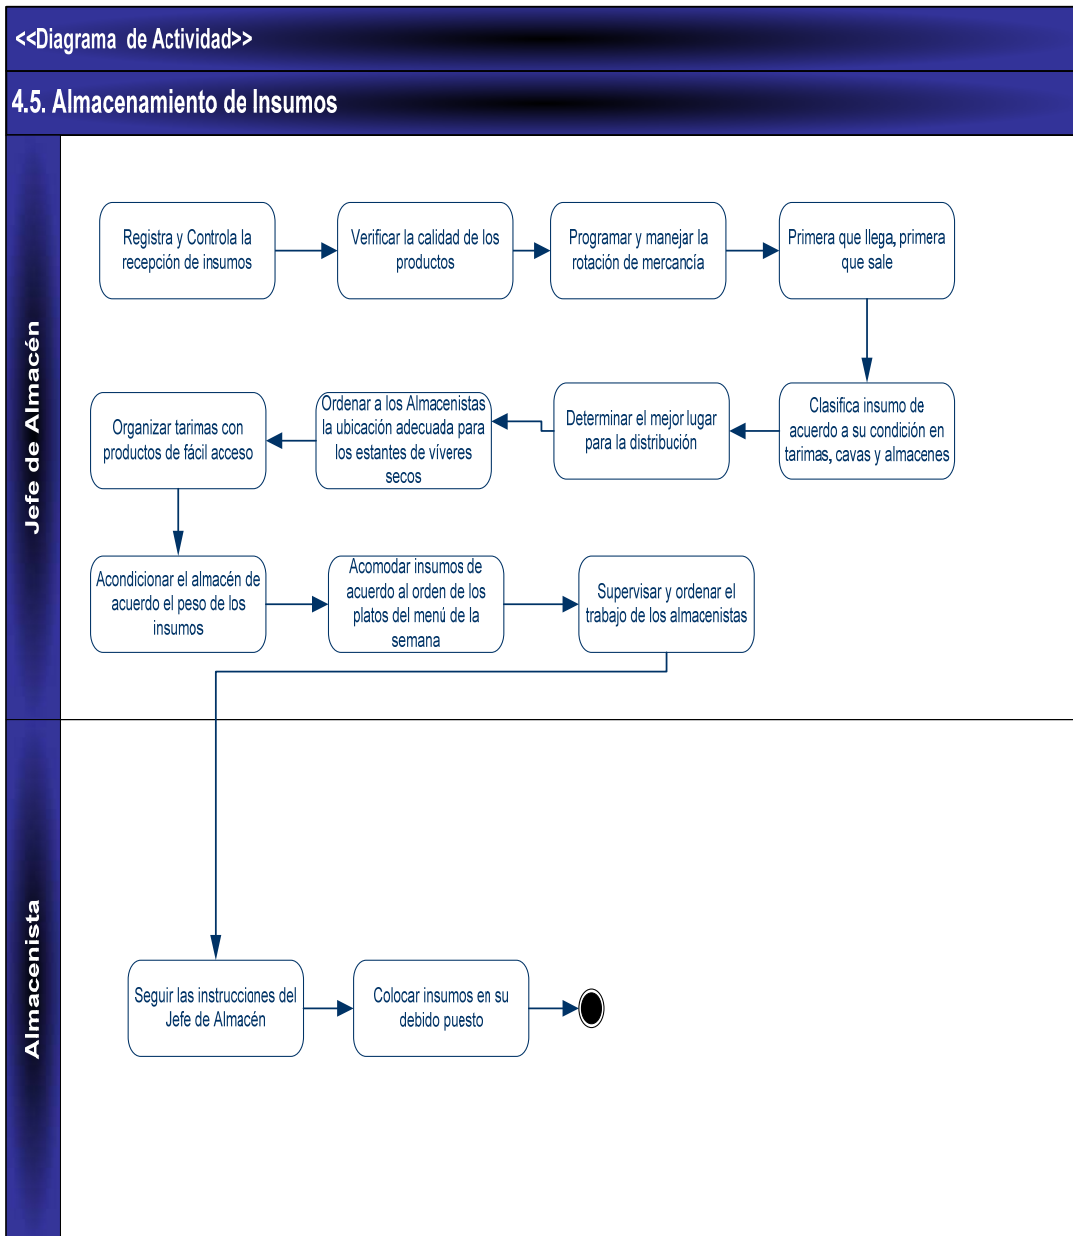 <<Diagrama de Actividad>>
4.5. Almacenamiento de Insumos
Jefe de Almacén
Registra y Controla la
recepción de insumos
Verificar la calidad de los
productos
Programar y manejar la
rotación de mercancía
Primera que llega, primera
que sale
Clasifica insumo de
acuerdo a su condición en
tarimas, cavas y almacenes
Determinar el mejor lugar
para la distribución
Ordenar a los Almacenistas
la ubicación adecuada para
los estantes de víveres
secos
Organizar tarimas con
productos de fácil acceso
Acondicionar el almacén de
acuerdo el peso de los
insumos
Acomodar insumos de
acuerdo al orden de los
platos del menú de la
semana
Supervisar y ordenar el
trabajo de los almacenistas
Almacenista
Seguir las instrucciones del
Jefe de Almacén
Colocar insumos en su
debido puesto